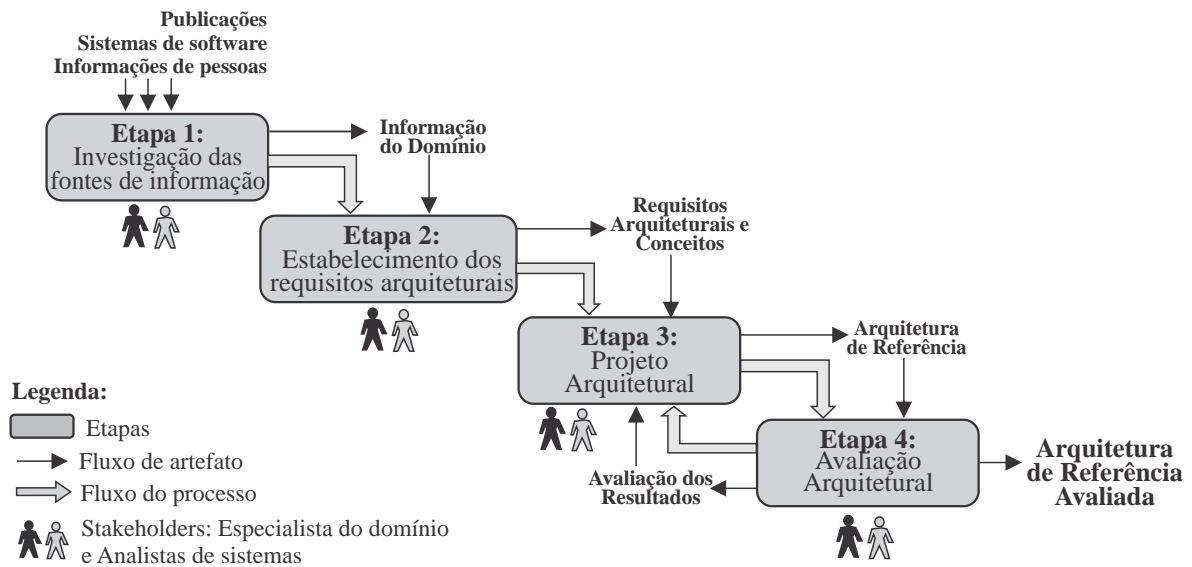 Publicações
Sistemas de software
Informações de pessoas
Etapa 1:
Investigação das
fontes de informação
Informação
do Domínio
Etapa 2:
Estabelecimento dos
requisitos arquiteturais
Requisitos
Arquiteturais e
Conceitos
Etapa 3:
Projeto
Arquitetural
Arquitetura
de Referência
Etapa 4:
Avaliação
Arquitetural
Avaliação dos
Resultados
Arquitetura
de Referência
Avaliada
Legenda:
Etapas
Fluxo de artefato
Fluxo do processo
Stakeholders: Especialista do domínio
e Analistas de sistemas